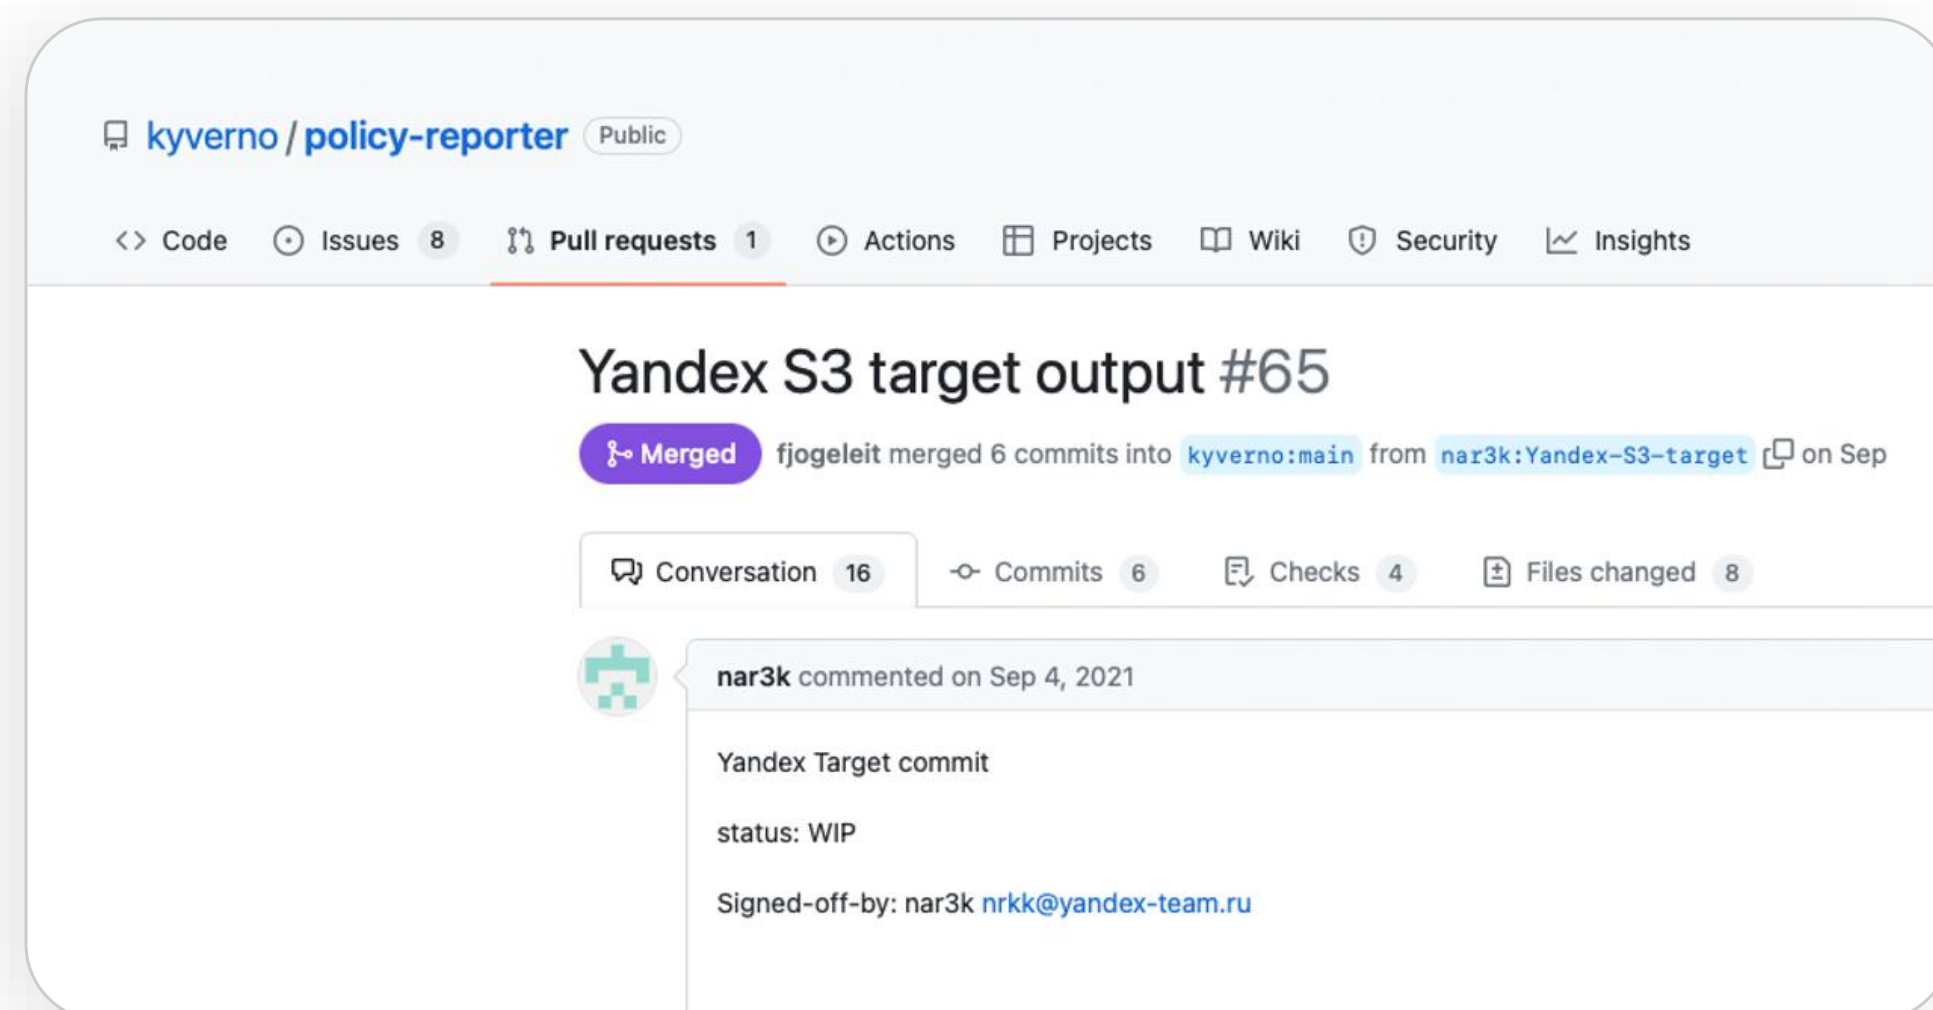 kyverno / policy-reporter Public
Code Issues 8 Pull requests 1 Actions Projects Wiki Security Insights
Yandex S3 target output #65
Merged fjogeleit merged 6 commits into kyverno:main from nar3k:Yandex-S3-target on Sep
Conversation 16 Commits 6 Checks 4 Files changed 8
nar3k commented on Sep 4, 2021
Yandex Target commit
status: WIP
Signed-off-by: nar3k nrkk@yandex-team.ru